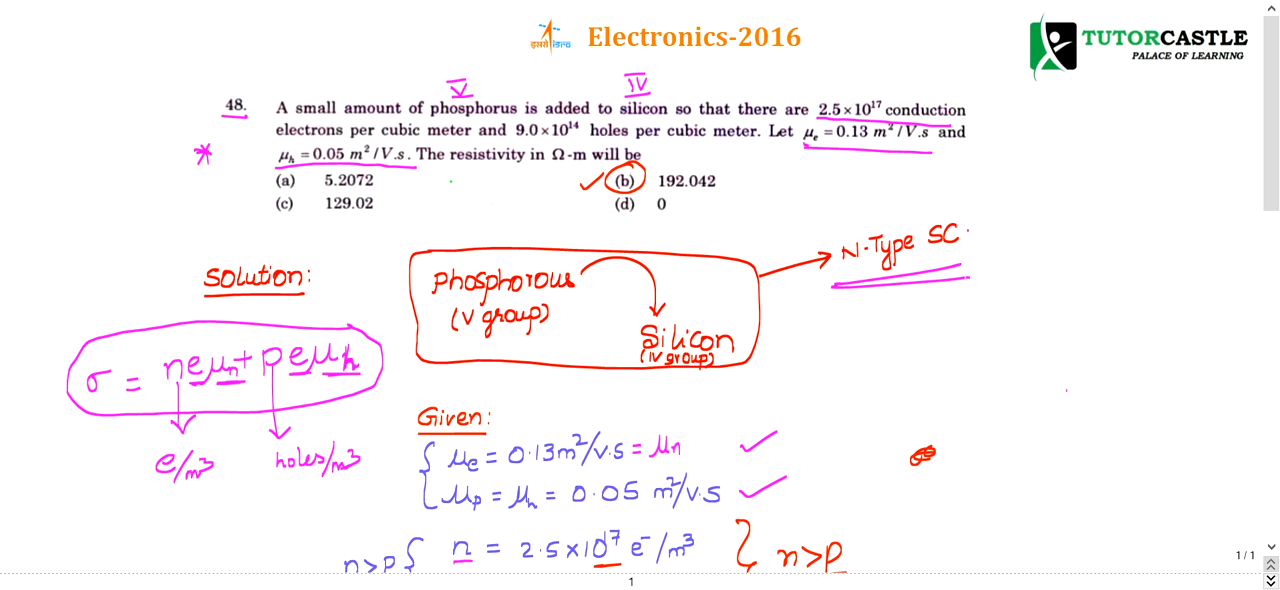 इसरो isro Electronics-2016
TUTORCASTLE
PALACE OF LEARNING
V IV
48. A small amount of phosphorus is added to silicon so that there are 2.5×10¹⁷ conduction
electrons per cubic meter and 9.0×10¹⁴ holes per cubic meter. Let μₑ = 0.13 m²/V.s and
* μₕ = 0.05 m²/V.s. The resistivity in Ω-m will be
(a) 5.2072 (b) 192.042
(c) 129.02 (d) 0
N-Type SC.
Solution:
Phosphorous
(V group)
Silicon
(IV group)
σ = neμₙ + peμₕ
e/m³ holes/m³
Given:
{ μₑ = 0.13m²/v.s = μₙ
μₚ = μₕ = 0.05 m²/v.s
n>p { n = 2.5×10⁷ e⁻/m³ } n>p
1 / 1
1